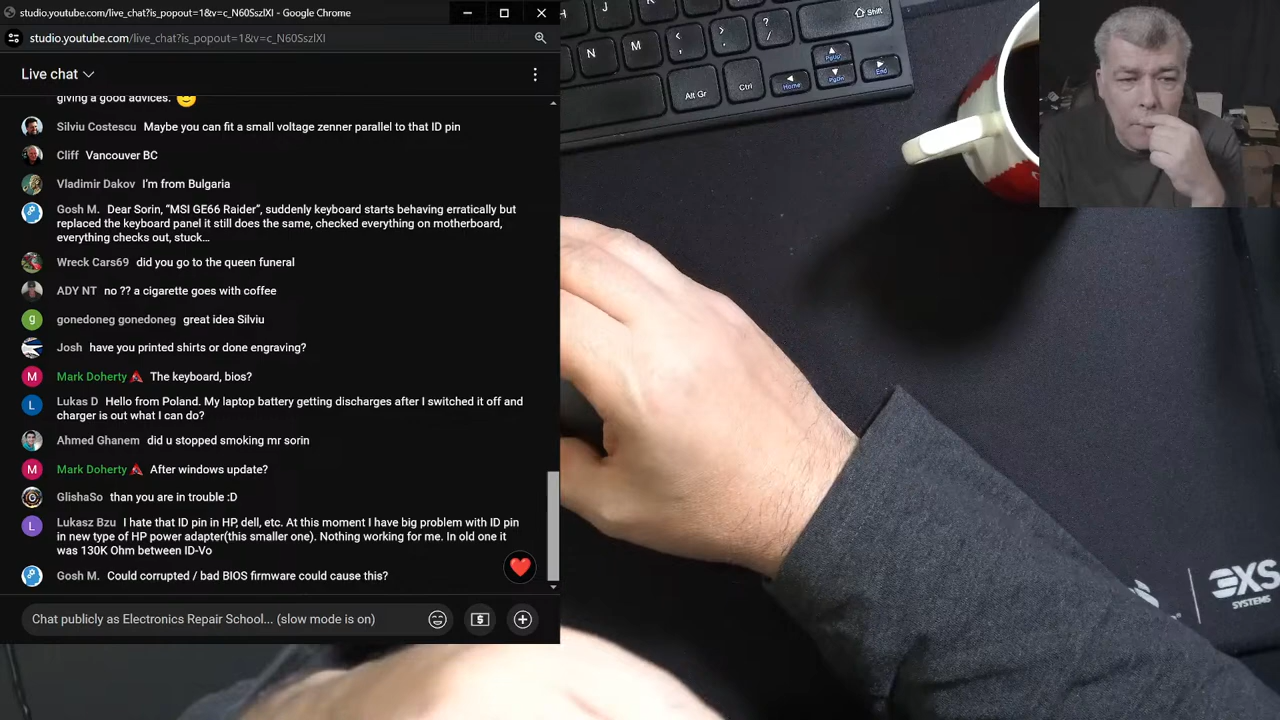 studio.youtube.com/live_chat?is_popout=1&v=c_N60SszIXI - Google Chrome
studio.youtube.com/live_chat?is_popout=1&v=c_N60SszIXI
Live chat
giving a good advices.
Silviu Costescu Maybe you can fit a small voltage zenner parallel to that ID pin
Cliff Vancouver BC
Vladimir Dakov I'm from Bulgaria
Gosh M. Dear Sorin, “MSI GE66 Raider”, suddenly keyboard starts behaving erratically but
replaced the keyboard panel it still does the same, checked everything on motherboard,
everything checks out, stuck...
Wreck Cars69 did you go to the queen funeral
ADY NT no ?? a cigarette goes with coffee
g
gonedoneg gonedoneg great idea Silviu
Josh have you printed shirts or done engraving?
M
Mark Doherty The keyboard, bios?
L
Lukas D Hello from Poland. My laptop battery getting discharges after I switched it off and
charger is out what I can do?
Ahmed Ghanem did u stopped smoking mr sorin
M
Mark Doherty After windows update?
GlishaSo than you are in trouble :D
L
Lukasz Bzu I hate that ID pin in HP, dell, etc. At this moment I have big problem with ID pin
in new type of HP power adapter(this smaller one). Nothing working for me. In old one it
was 130K Ohm between ID-Vo
Gosh M. Could corrupted / bad BIOS firmware could cause this?
Chat publicly as Electronics Repair School... (slow mode is on)
H J K L Shift
N M < , > . ? /
Alt Gr Ctrl Home PgUp PgDn End
EXS
SYSTEMS